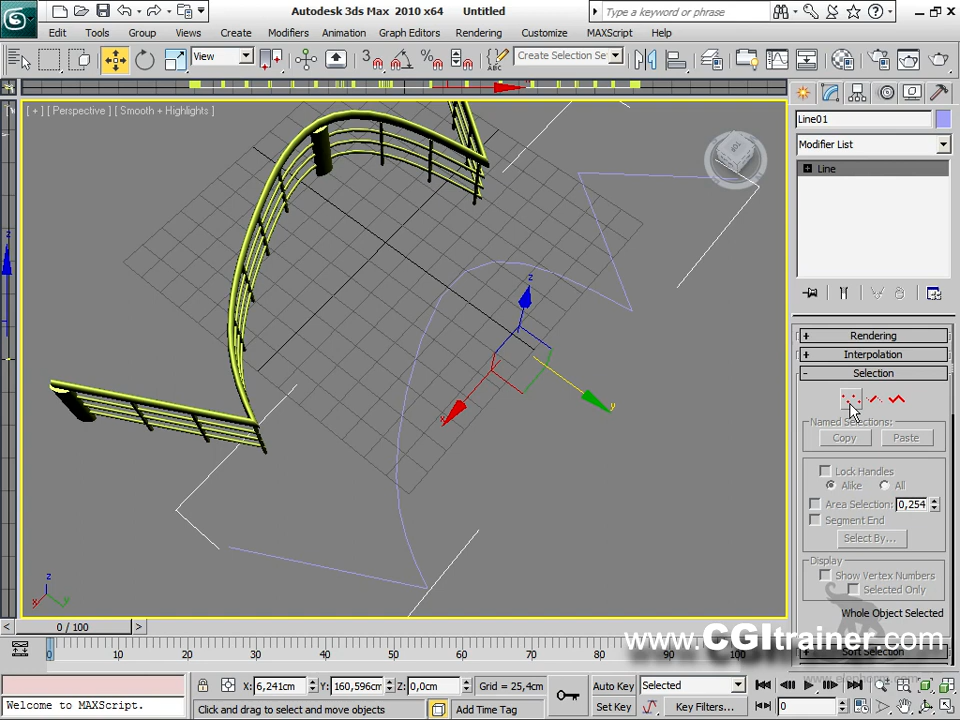 Autodesk 3ds Max 2010 x64 Untitled
Type a keyword or phrase
Edit Tools Group Views Create Modifiers Animation Graph Editors Rendering Customize MAXScript Help
View
3
Create Selection Se
ABC
[ + ] [ Perspective ] [ Smooth + Highlights ]
Line01
Modifier List
Line
TOP
z
x
y
z
+ Rendering
+ Interpolation
- Selection
Named Selections:
Copy Paste
Lock Handles
Alike All
Area Selection: 0,254
Segment End
Select By...
Display
Show Vertex Numbers
Selected Only
Whole Object Selected
Soft Selection
z
x
y
0 / 100
0 10 20 30 40 50 60 70 80 90 100
www.CGItrainer.com
X: 6,241cm Y: 160,596cm Z: 0,0cm Grid = 25,4cm
Auto Key Selected
Welcome to MAXScript.
Click and drag to select and move objects
Add Time Tag
Set Key Key Filters...
0